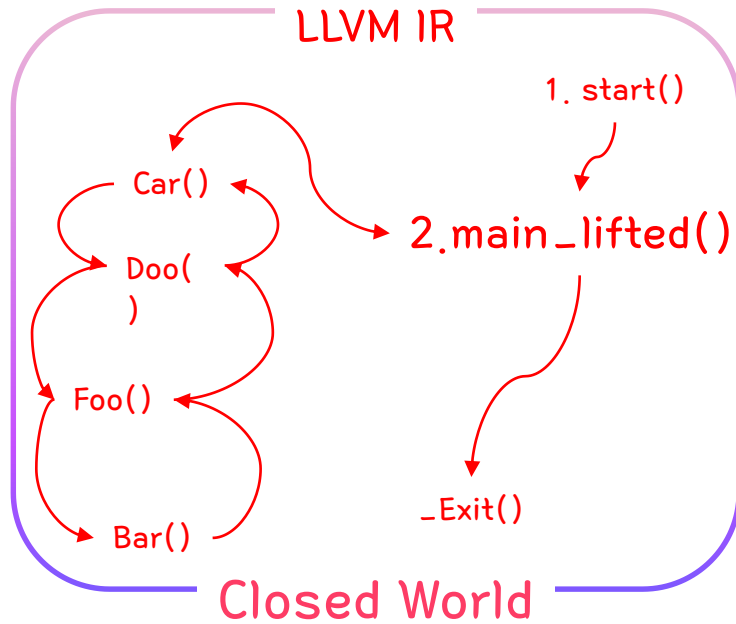 LLVM IR
1. start()
Car()
2.main_lifted()
Doo(
)
Foo()
_Exit()
Bar()
Closed World